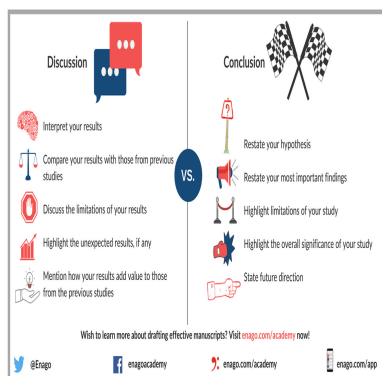 Discussion
Interpret your results
Compare your results with those from previous
studies
Discuss the limitations of your results
Highlight the unexpected results, if any
Mention how your results add value to those
from the previous studies
VS.
Conclusion
?
Restate your hypothesis
Restate your most important findings
Highlight limitations of your study
Highlight the overall significance of your study
State future direction
Wish to learn more about drafting effective manuscripts? Visit enago.com/academy now!
@Enago
enagoacademy
enago.com/academy
enago.com/app